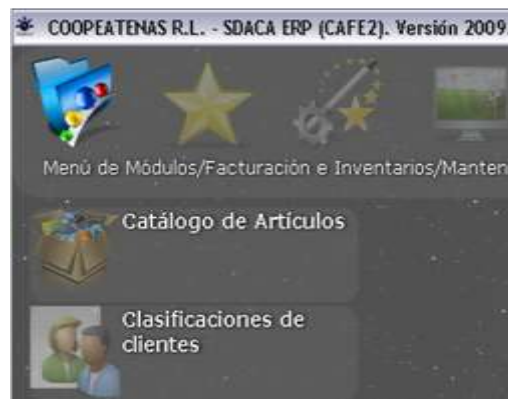 COOPEATENAS R.L. - SDACA ERP (CAFE2). Versión 2009.
Menú de Módulos/Facturación e Inventarios/Manten
Catálogo de Artículos
Clasificaciones de
clientes